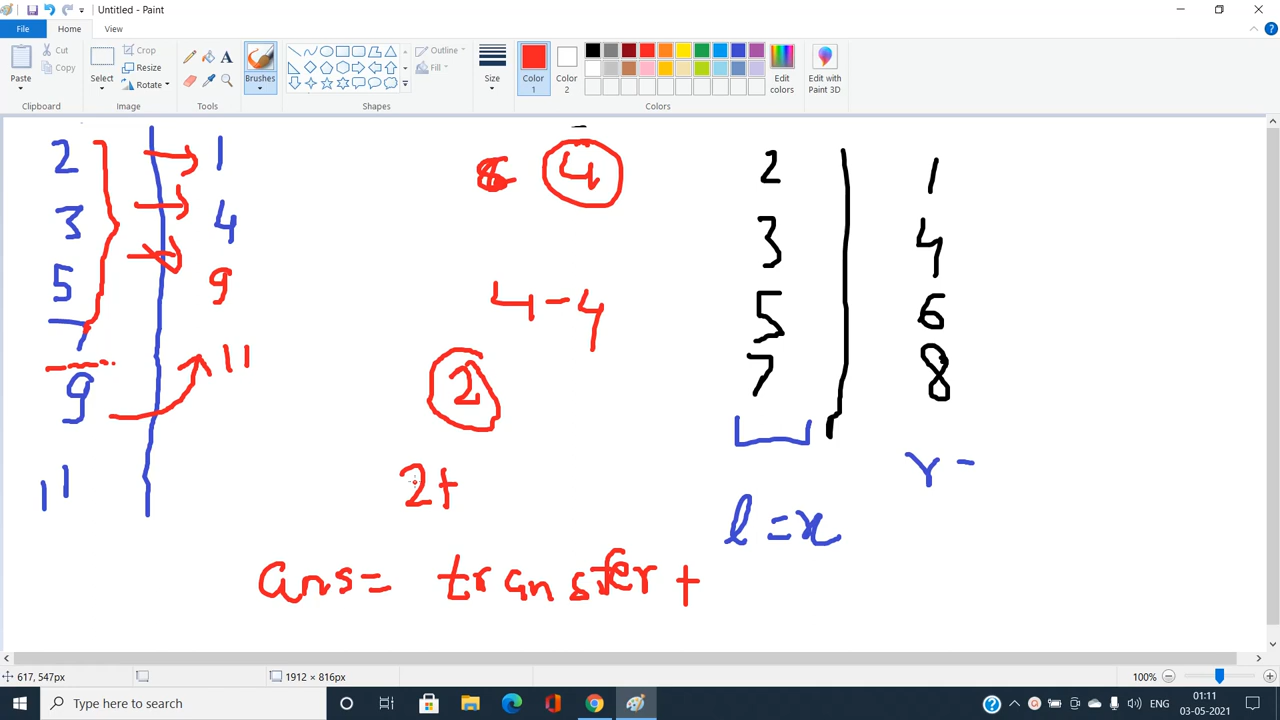 Untitled - Paint
File Home View
Paste
Cut
Copy
Clipboard
Select
Crop
Resize
Rotate
Image
A
Tools
Brushes
Shapes
Outline
Fill
Size
Color 1
Color 2
Colors
Edit colors
Edit with Paint 3D
2 1
3 4
5 9
7 11
9
11
4
4-4
2
2+
2 1
3 4
5 6
7 8
l=x
r-
ans= transfer +
617, 547px
1912 × 816px
100%
Type here to search
ENG
01:11
03-05-2021